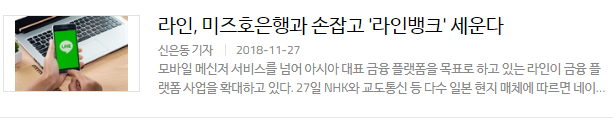 라인, 미즈호은행과 손잡고 '라인뱅크' 세운다
신은동 기자 | 2018-11-27
모바일 메신저 서비스를 넘어 아시아 대표 금융 플랫폼을 목표로 하고 있는 라인이 금융 플
랫폼 사업을 확대하고 있다. 27일 NHK와 교도통신 등 다수 일본 현지 매체에 따르면 네이...
LINE